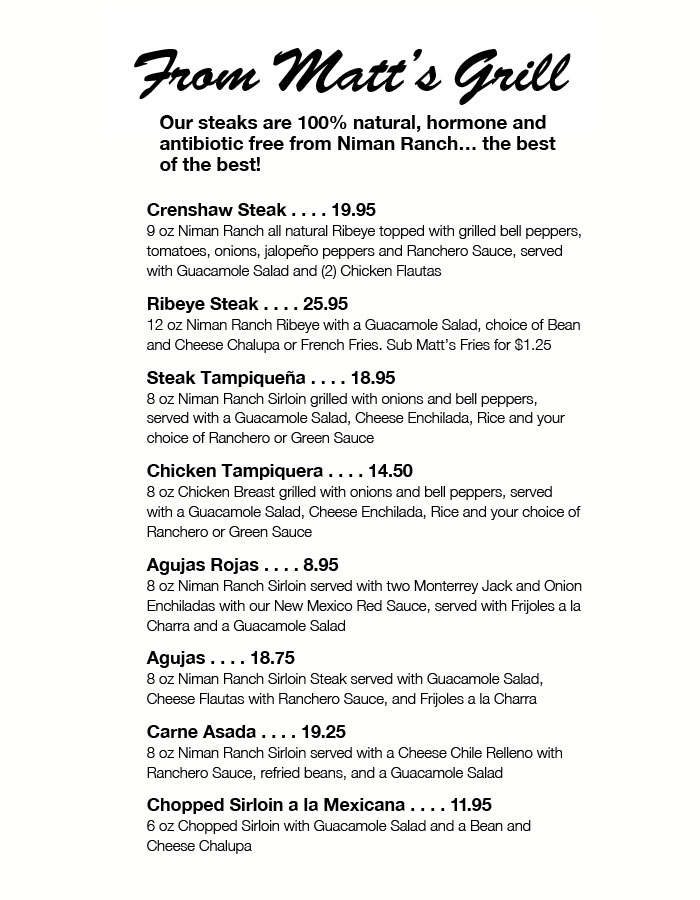 From Matt's Grill
Our steaks are 100% natural, hormone and
antibiotic free from Niman Ranch… the best
of the best!
Crenshaw Steak . . . . 19.95
9 oz Niman Ranch all natural Ribeye topped with grilled bell peppers,
tomatoes, onions, jalopeño peppers and Ranchero Sauce, served
with Guacamole Salad and (2) Chicken Flautas
Ribeye Steak . . . . 25.95
12 oz Niman Ranch Ribeye with a Guacamole Salad, choice of Bean
and Cheese Chalupa or French Fries. Sub Matt's Fries for $1.25
Steak Tampiqueña . . . . 18.95
8 oz Niman Ranch Sirloin grilled with onions and bell peppers,
served with a Guacamole Salad, Cheese Enchilada, Rice and your
choice of Ranchero or Green Sauce
Chicken Tampiquera . . . . 14.50
8 oz Chicken Breast grilled with onions and bell peppers, served
with a Guacamole Salad, Cheese Enchilada, Rice and your choice of
Ranchero or Green Sauce
Agujas Rojas . . . . 8.95
8 oz Niman Ranch Sirloin served with two Monterrey Jack and Onion
Enchiladas with our New Mexico Red Sauce, served with Frijoles a la
Charra and a Guacamole Salad
Agujas . . . . 18.75
8 oz Niman Ranch Sirloin Steak served with Guacamole Salad,
Cheese Flautas with Ranchero Sauce, and Frijoles a la Charra
Carne Asada . . . . 19.25
8 oz Niman Ranch Sirloin served with a Cheese Chile Relleno with
Ranchero Sauce, refried beans, and a Guacamole Salad
Chopped Sirloin a la Mexicana . . . . 11.95
6 oz Chopped Sirloin with Guacamole Salad and a Bean and
Cheese Chalupa